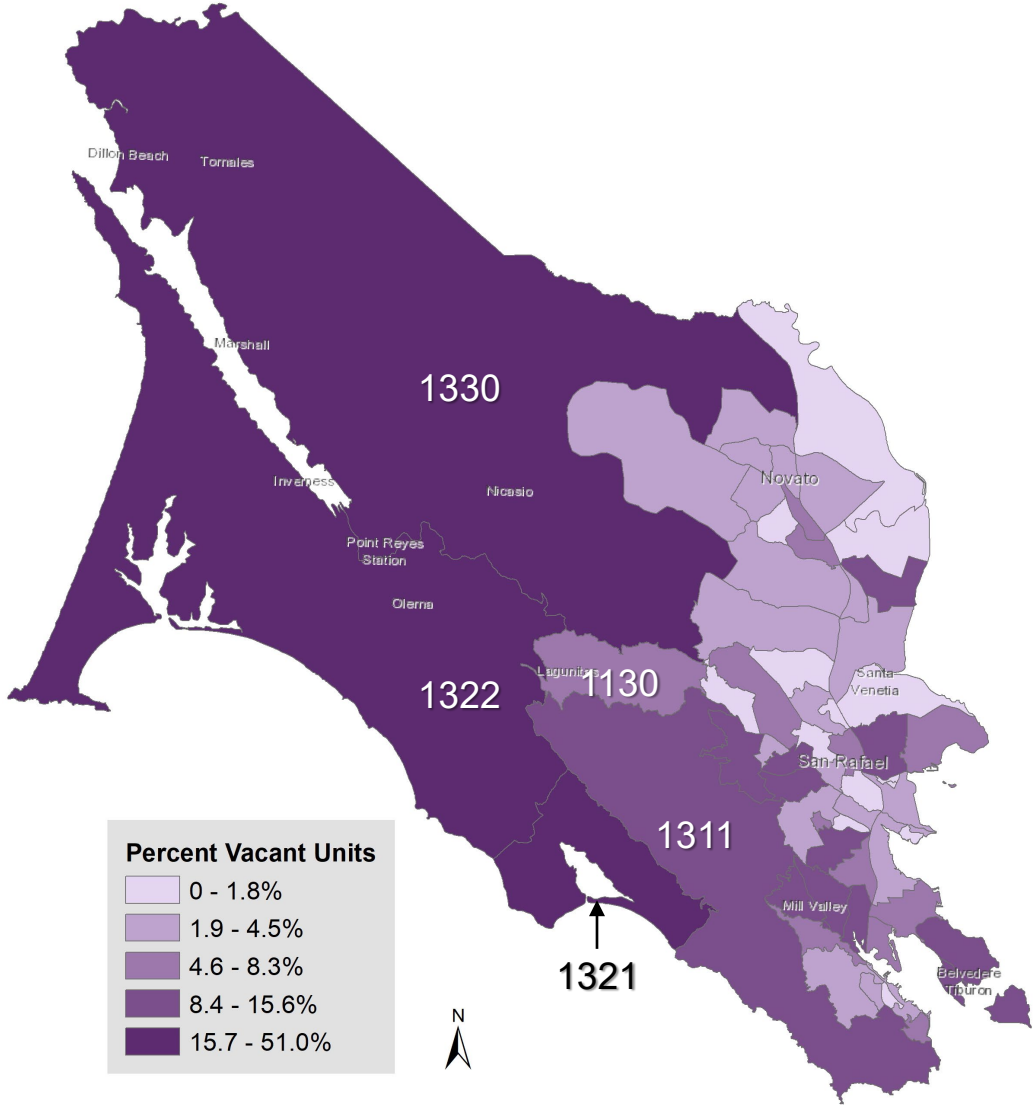 Dillon Beach
Tomales
Marshall
1330
Inverness
Nicasio
Novato
Point Reyes
Station
Olema
Lagunitas
1130
1322
Santa
Venetia
San Rafael
1311
Mill Valley
1321
Belvedere
Tiburon
Percent Vacant Units
0 - 1.8%
1.9 - 4.5%
4.6 - 8.3%
8.4 - 15.6%
15.7 - 51.0%
N